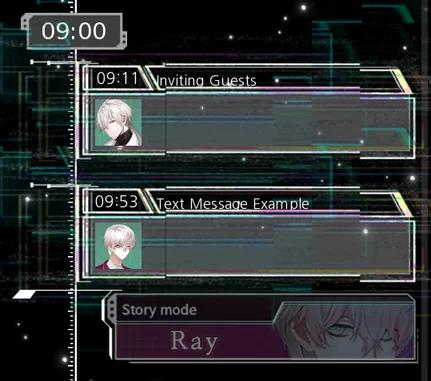 09:00
09:11 Inviting Guests
09:53 Text Message Example
Story mode
Ray